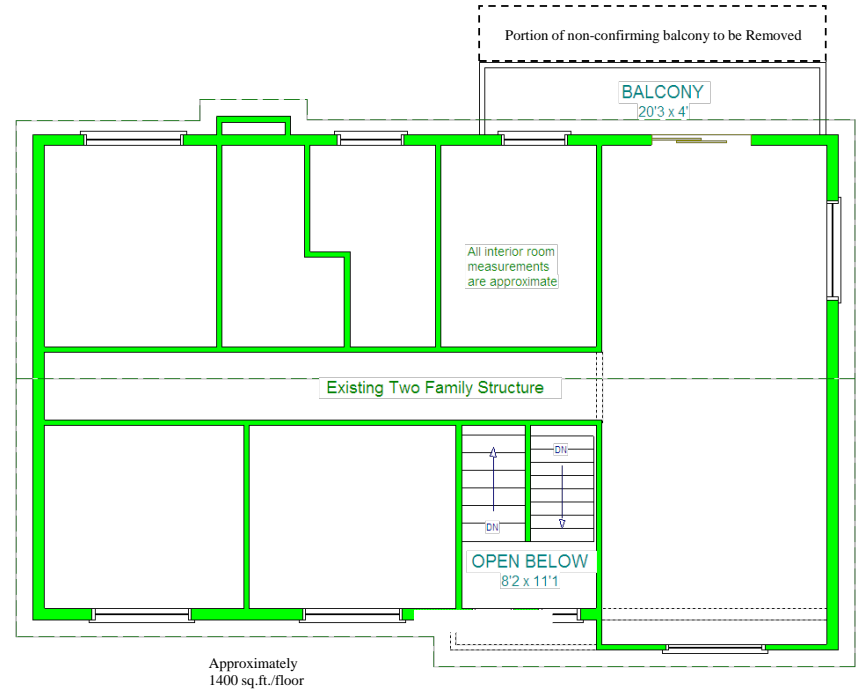 Portion of non-confirming balcony to be Removed
BALCONY
20'3 x 4'
All interior room
measurements
are approximate
Existing Two Family Structure
DN
DN
OPEN BELOW
8'2 x 11'1
Approximately
1400 sq.ft./floor